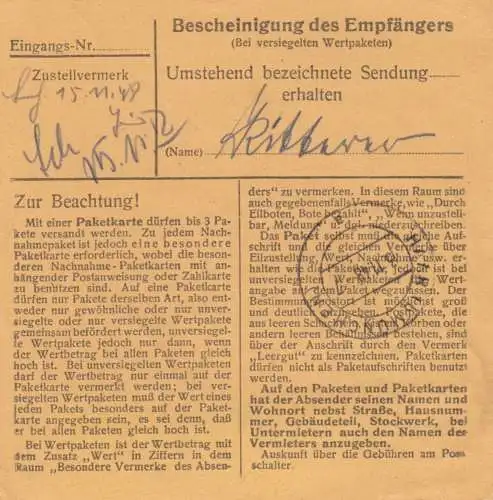 Eingangs-Nr.
Zustellvermerk
15.11.48
Bescheinigung des Empfängers
(Bei versiegelten Wertpaketen)
Umstehend bezeichnete Sendung
erhalten
(Name)
Zur Beachtung!
Mit einer Paketkarte dürfen bis 3 Pa-
kete versandt werden. Zu jedem Nach-
nahmepaket ist jedoch eine besondere
Paketkarte erforderlich, wobei die beson-
deren Nachnahme-Paketkarten mit an-
hängender Postanweisung oder Zahlkarte
zu benützen sind. Auf eine Paketkarte
dürfen nur Pakete derselben Art, also ent-
weder nur gewöhnliche oder nur unver-
siegelte oder nur versiegelte Wertpakete
gemeinsam befördert werden, unversiegel-
te Wertpakete jedoch nur dann, wenn
der Wertbetrag bei allen Paketen gleich
hoch ist. Bei unversiegelten Wertpaketen
darf der Wertbetrag nur einmal auf der
Paketkarte vermerkt werden; bei ver-
siegelten Wertpaketen muß der Wert eines
jeden Pakets besonders auf der Paket-
karte angegeben sein, es sei denn, daß
er bei allen Paketen gleich hoch ist.
Bei Wertpaketen ist der Wertbetrag mit
dem Zusatz „Wert" in Ziffern in dem
Raum „Besondere Vermerke des Absen-
ders" zu vermerken. In diesem Raum sind
auch gegebenenfalls Vermerke, wie „Durch
Eilboten, Bote bezahlt", „Wenn unzustell-
bar, Meldung" u. dgl. niederzuschreiben.
Das Paket selbst muß die gleiche Auf-
schrift und die gleichen Vermerke über
Eilzustellung, Wert, Nachnahme usw. er-
halten wie die Paketkarte. Nur ist bei
unversiegelten Wertpaketen die Wert-
angabe auf dem Paket wegzulassen. Der
Bestimmungspostort ist möglichst groß
und deutlich niederzuschreiben. Pakete, die
aus leeren Schachteln, Körben oder
andern leeren Behältnissen bestehen, sind
über der Anschrift durch den Vermerk
„Leergut" zu kennzeichnen. Paketkarten
dürfen nicht als Paketaufschriften benutzt
werden.
Auf den Paketen und Paketkarten
hat der Absender seinen Namen und
Wohnort nebst Straße, Hausnum-
mer, Gebäudeteil, Stockwerk, bei
Untermietern auch den Namen des
Vermieters anzugeben.
Auskunft über die Gebühren am Post-
schalter.